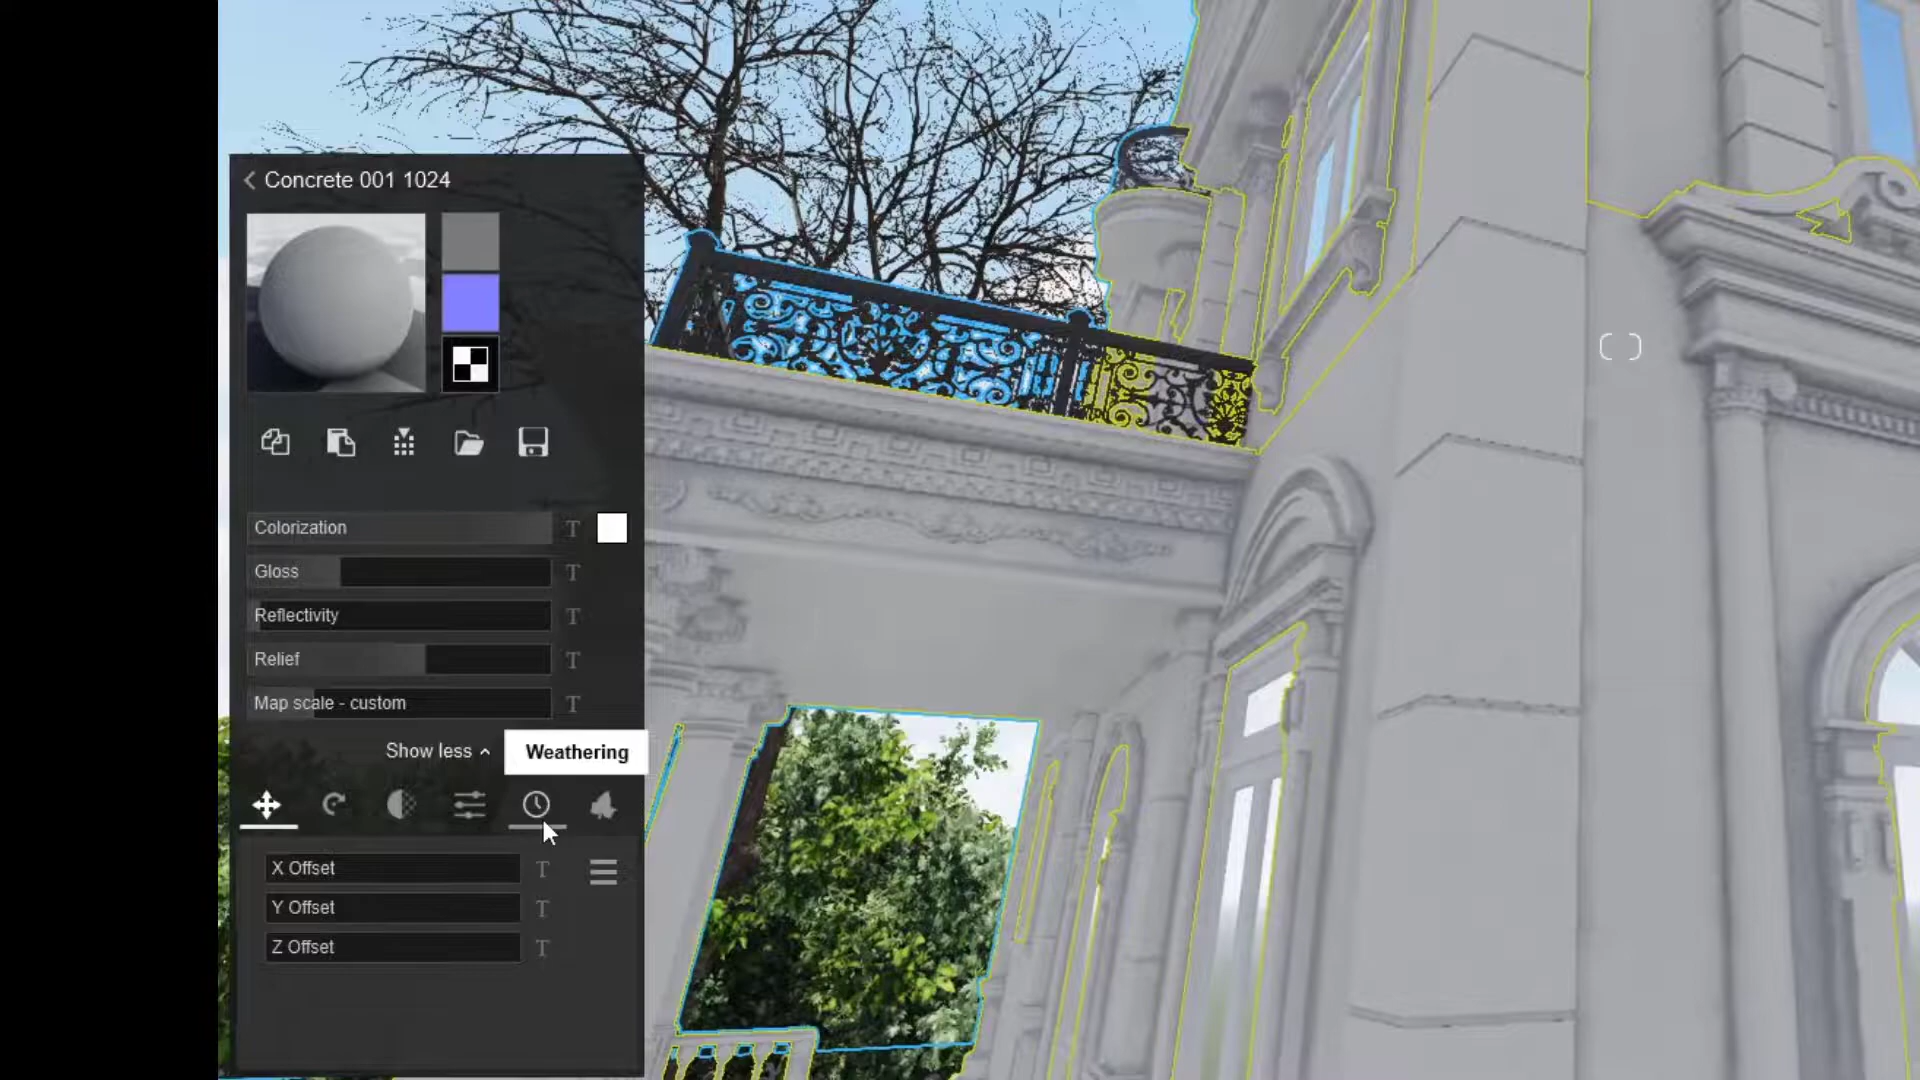 Concrete 001 1024
Colorization T
Gloss T
Reflectivity T
Relief T
Map scale - custom T
Show less
Weathering
X Offset T
Y Offset T
Z Offset T